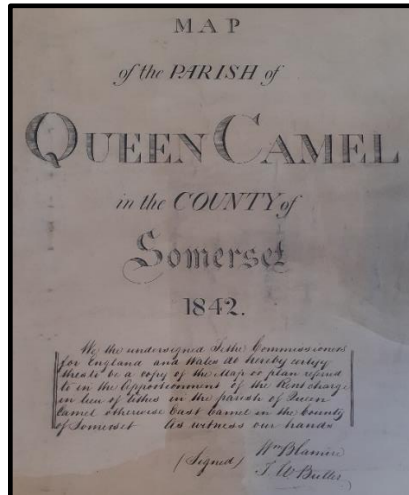 MAP
of the PARISH of
QUEEN CAMEL
in the COUNTY of
Somerset
1842.
We the undersigned Tithe Commissioners
for England and Wales do hereby certify
this to be a copy of the Map or plan referred
to in the Apportionment of the Rent charge
in lieu of tithes in the parish of Queen
Camel otherwise East Camel in the County
of Somerset As witness our hands
Wm Blamire
(Signed) T W Buller